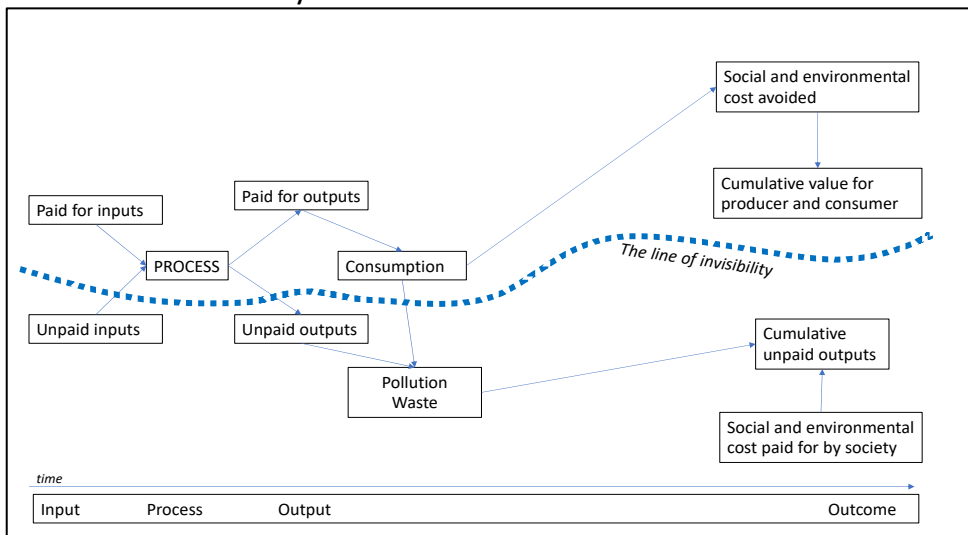 Social and environmental
cost avoided
Cumulative value for
producer and consumer
Paid for inputs
Paid for outputs
PROCESS
Consumption
The line of invisibility
Unpaid inputs
Unpaid outputs
Cumulative
unpaid outputs
Pollution
Waste
Social and environmental
cost paid for by society
time
Input Process Output Outcome